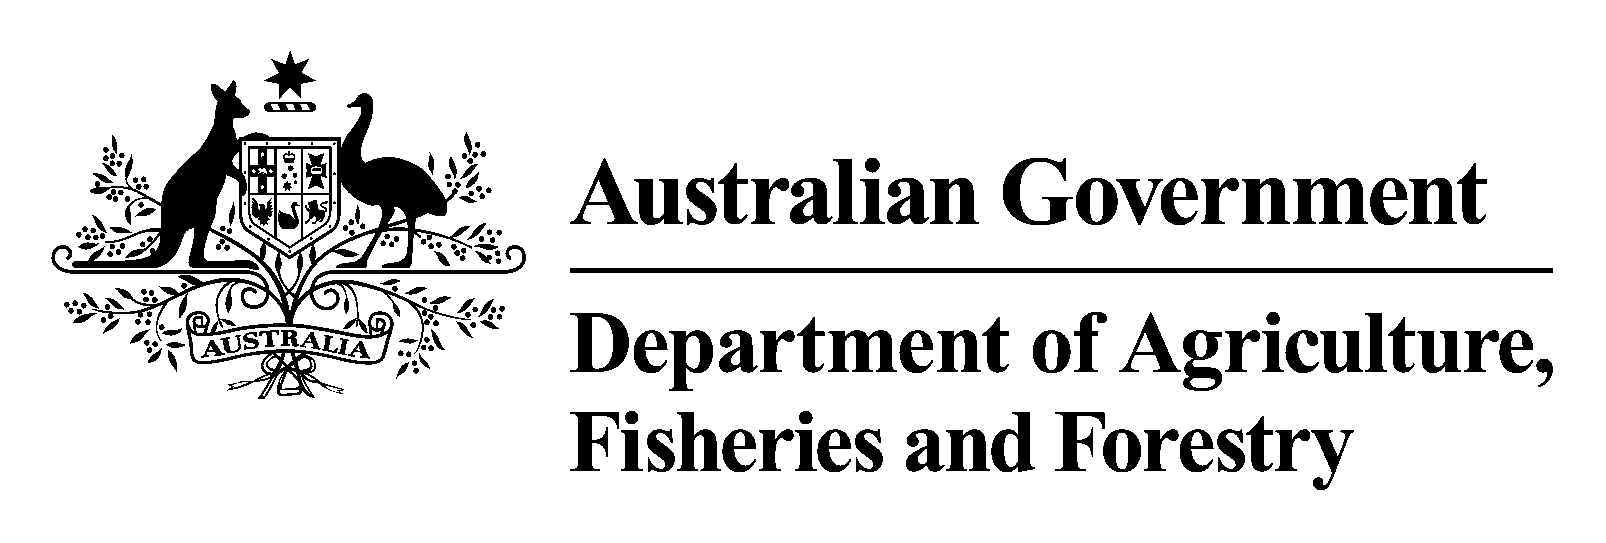 AUSTRALIA
Australian Government
Department of Agriculture,
Fisheries and Forestry